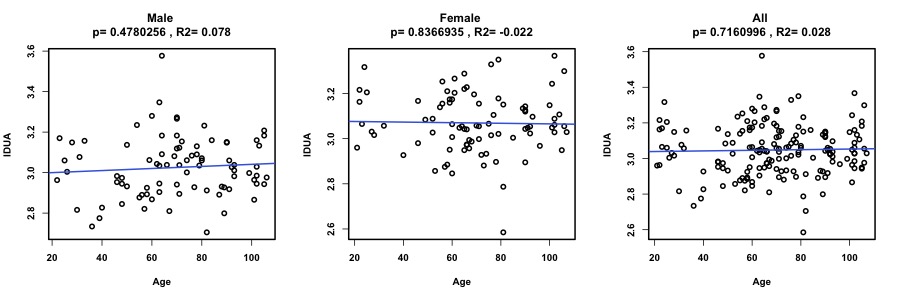 Male
p= 0.4780256 , R2= 0.078
IDUA
3.6
3.4
3.2
3.0
2.8
20 40 60 80 100
Age
Female
p= 0.8366935 , R2= -0.022
IDUA
3.2
3.0
2.8
2.6
20 40 60 80 100
Age
All
p= 0.7160996 , R2= 0.028
IDUA
3.6
3.4
3.2
3.0
2.8
2.6
20 40 60 80 100
Age